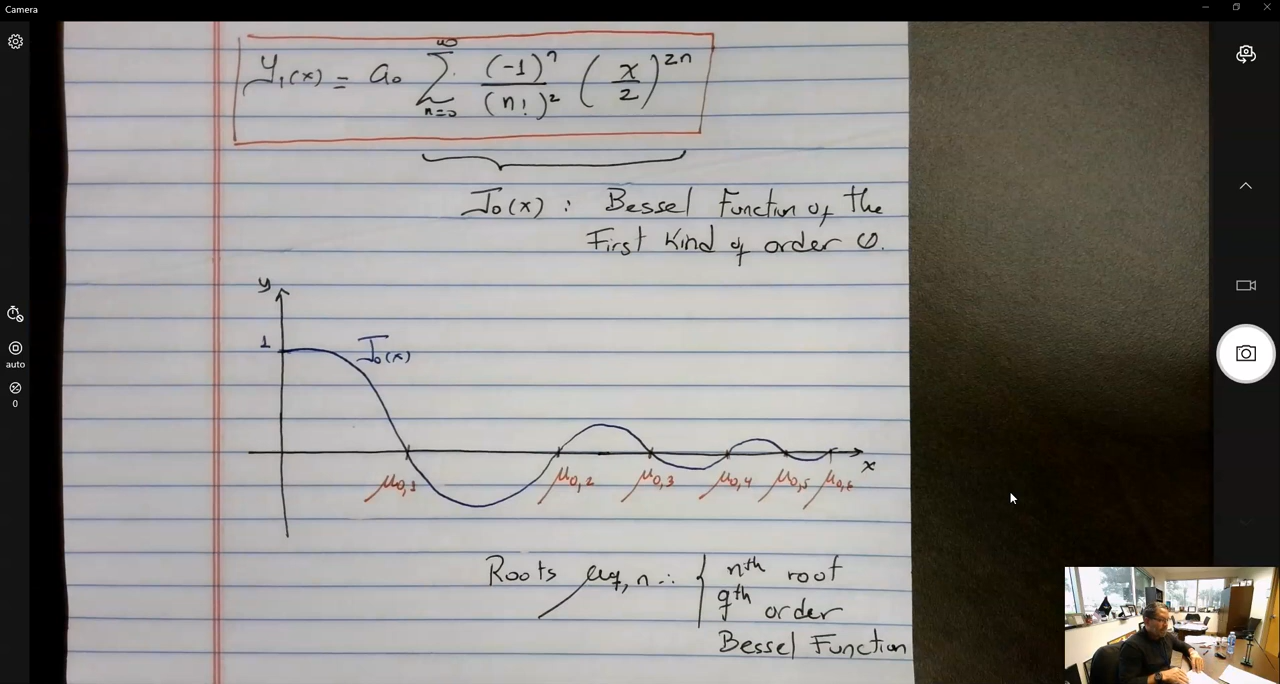 Camera
y₁(x) = a₀ ∑ₙ₌₀^∞ (-1)ⁿ / (n!)² (x/2)²ⁿ
J₀(x) : Bessel Function of the
First Kind of order 0.
y
1
J₀(x)
x
μ₀,₁ μ₀,₂ μ₀,₃ μ₀,₄ μ₀,₅ μ₀,₆
Roots μq,n ∴ { nth root
qth order
Bessel Function
auto
0